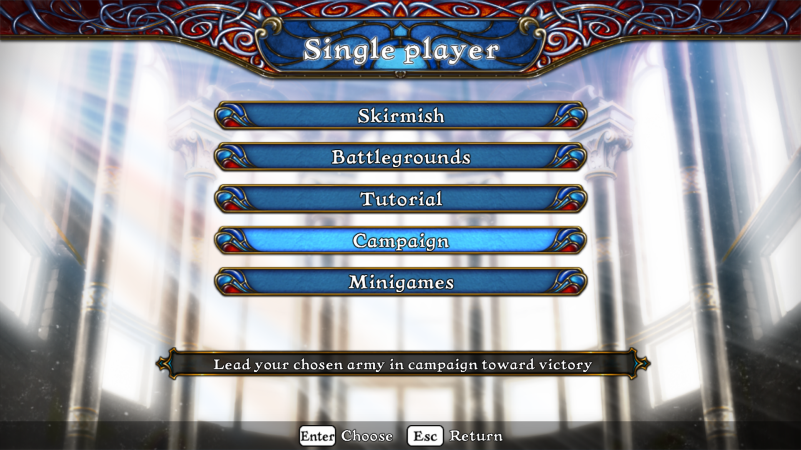 Single player
Skirmish
Battlegrounds
Tutorial
Campaign
Minigames
Lead your chosen army in campaign toward victory
Enter Choose Esc Return